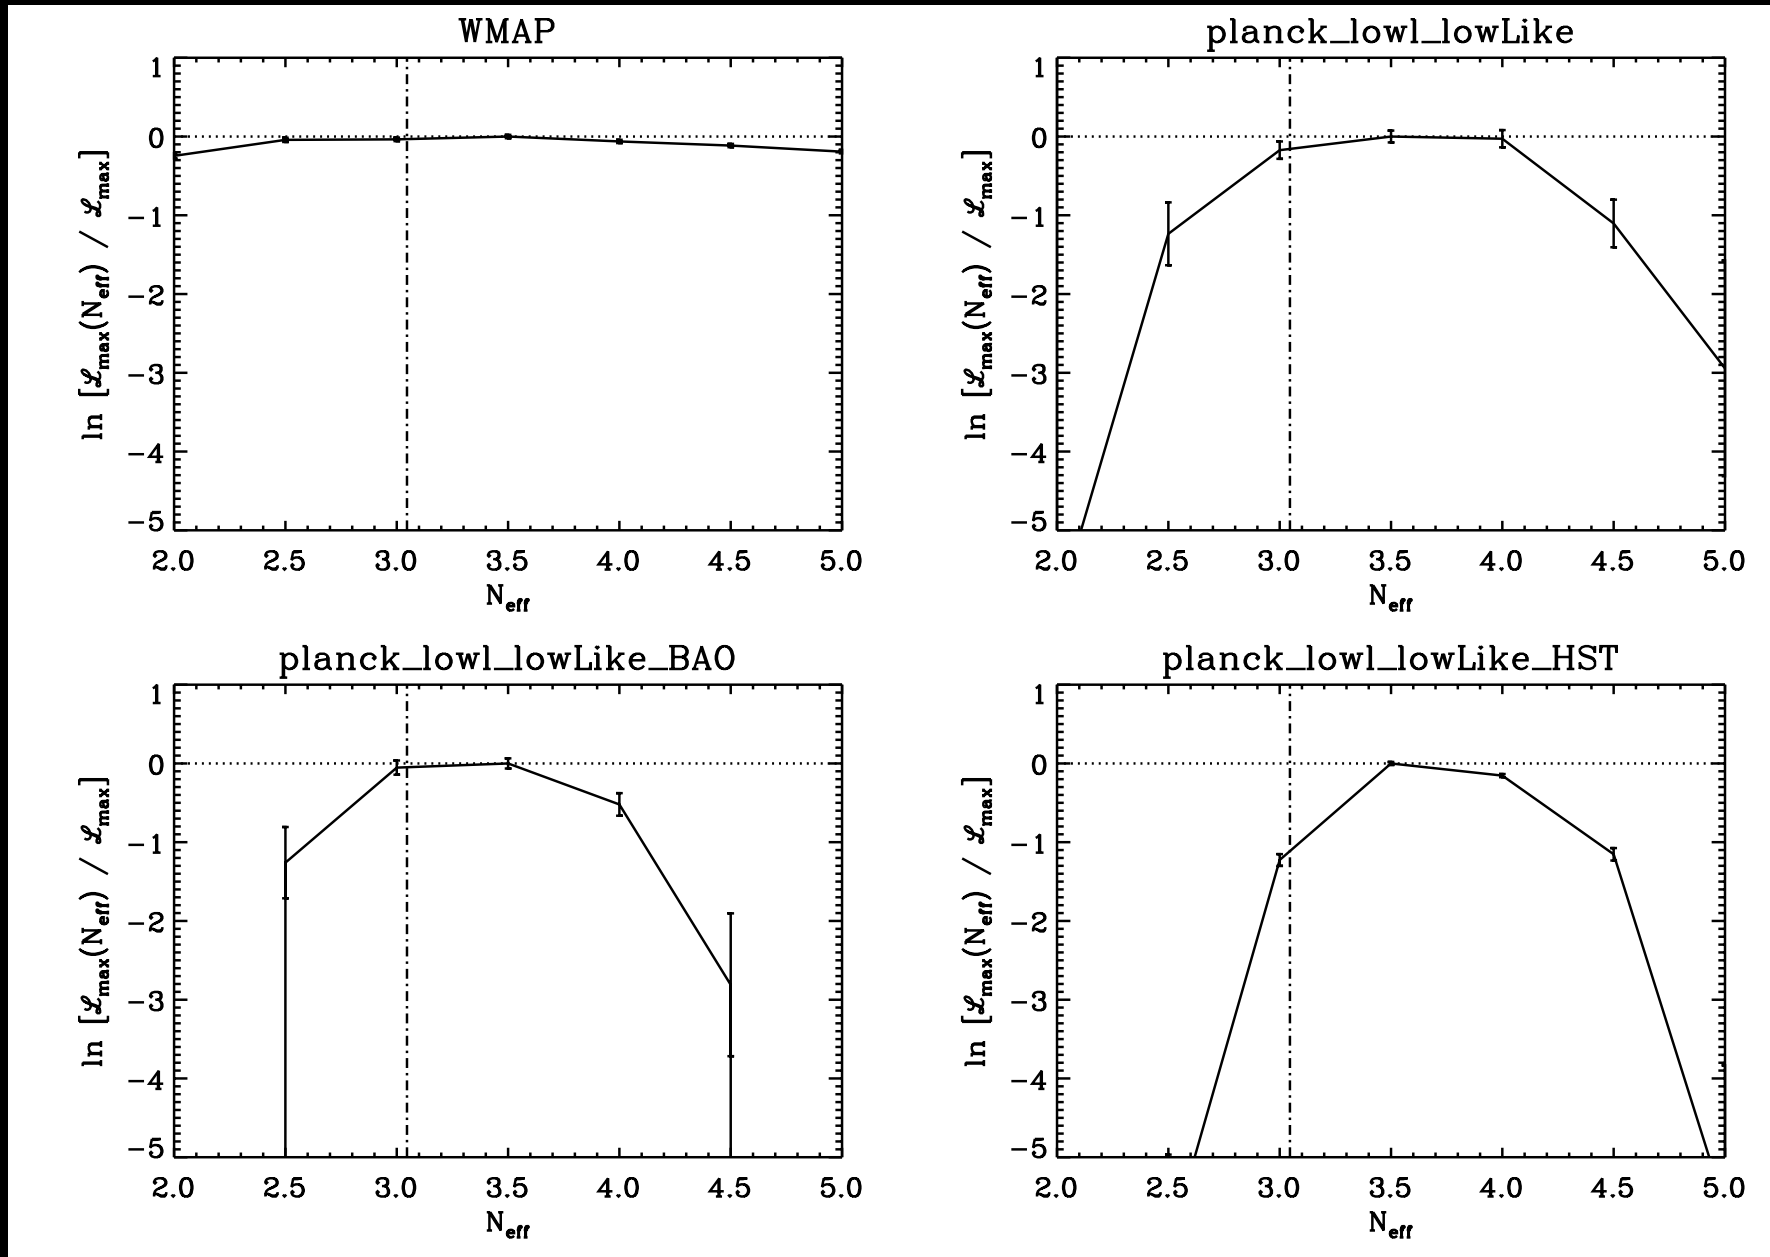 WMAP
1
0
−1
−2
−3
−4
−5
ln [ℒmax(Neff) / ℒmax]
2.0 2.5 3.0 3.5 4.0 4.5 5.0
Neff
planck_lowl_lowLike
1
0
−1
−2
−3
−4
−5
ln [ℒmax(Neff) / ℒmax]
2.0 2.5 3.0 3.5 4.0 4.5 5.0
Neff
planck_lowl_lowLike_BAO
1
0
−1
−2
−3
−4
−5
ln [ℒmax(Neff) / ℒmax]
2.0 2.5 3.0 3.5 4.0 4.5 5.0
Neff
planck_lowl_lowLike_HST
1
0
−1
−2
−3
−4
−5
ln [ℒmax(Neff) / ℒmax]
2.0 2.5 3.0 3.5 4.0 4.5 5.0
Neff